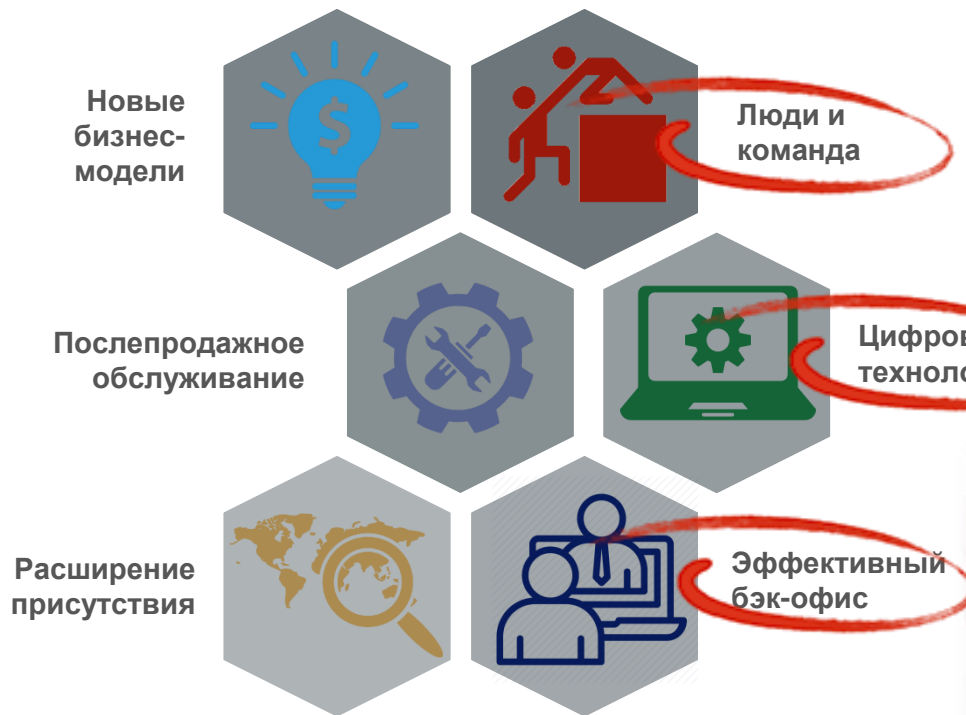 Новые
бизнес-
модели
Люди и
команда
Послепродажное
обслуживание
Расширение
присутствия
Эффективный
бэк-офис